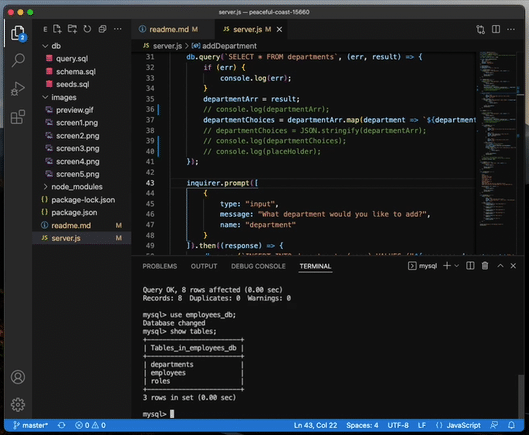 server.js — peaceful-coast-15660
E
readme.md M
server.js M
server.js > addDepartment
db
query.sql
schema.sql
seeds.sql
images
preview.gif
screen1.png
screen2.png
screen3.png
screen4.png
screen5.png
node_modules
package-lock.json
package.json
readme.md M
server.js M
31 db.query(`SELECT * FROM departments`, (err, result) => {
32 if (err) {
33 console.log(err);
34 }
35 departmentArr = result;
36 // console.log(departmentArr);
37 departmentChoices = departmentArr.map(department => `${department
38 // departmentChoices = JSON.stringify(departmentArr);
39 // console.log(departmentChoices);
40 // console.log(placeHolder);
41 });
42
43 inquirer.prompt([
44 {
45 type: "input",
46 message: "What department would you like to add?",
47 name: "department"
48 }
49 ]).then((response) => {
PROBLEMS OUTPUT DEBUG CONSOLE TERMINAL mysql
Query OK, 8 rows affected (0.00 sec)
Records: 8 Duplicates: 0 Warnings: 0
mysql> use employees_db;
Database changed
mysql> show tables;
+------------------------+
| Tables_in_employees_db |
+------------------------+
| departments |
| employees |
| roles |
+------------------------+
3 rows in set (0.00 sec)
mysql>
master* 0 0 Ln 43, Col 22 Spaces: 4 UTF-8 LF JavaScript